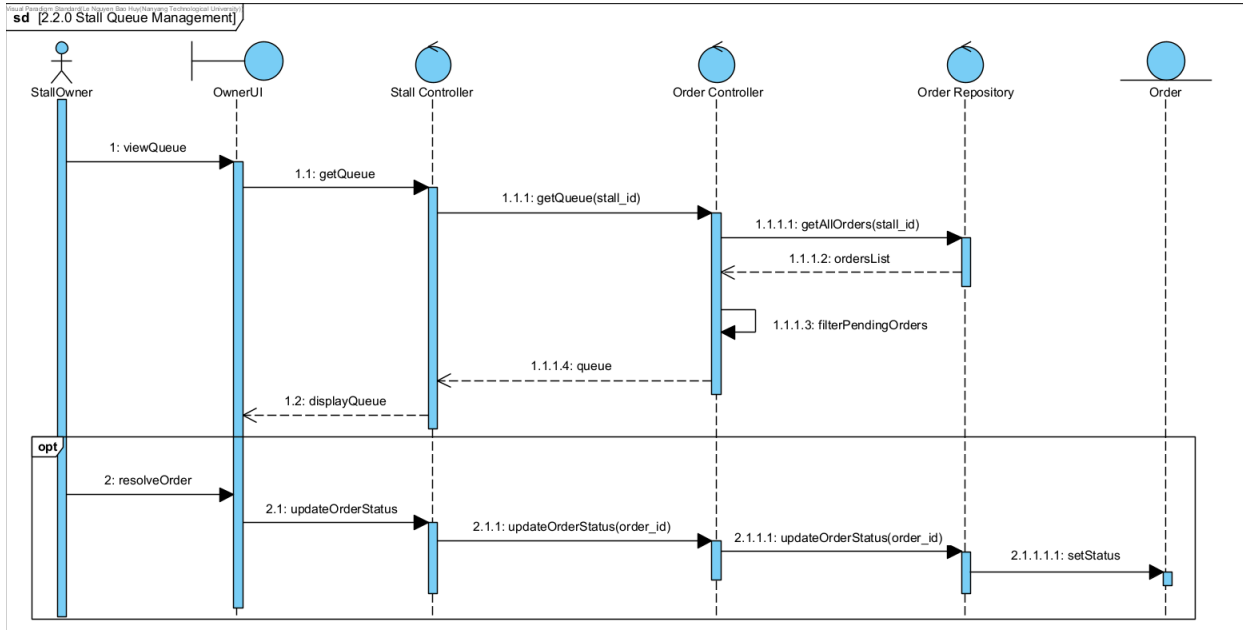 Visual Paradigm Standard(Le Nguyen Bao Huy(Nanyang Technological University))
sd [2.2.0 Stall Queue Management]
StallOwner
OwnerUI
Stall Controller
Order Controller
Order Repository
Order
1: viewQueue
1.1: getQueue
1.1.1: getQueue(stall_id)
1.1.1.1: getAllOrders(stall_id)
1.1.1.2: ordersList
1.1.1.3: filterPendingOrders
1.1.1.4: queue
1.2: displayQueue
opt
2: resolveOrder
2.1: updateOrderStatus
2.1.1: updateOrderStatus(order_id)
2.1.1.1: updateOrderStatus(order_id)
2.1.1.1.1: setStatus